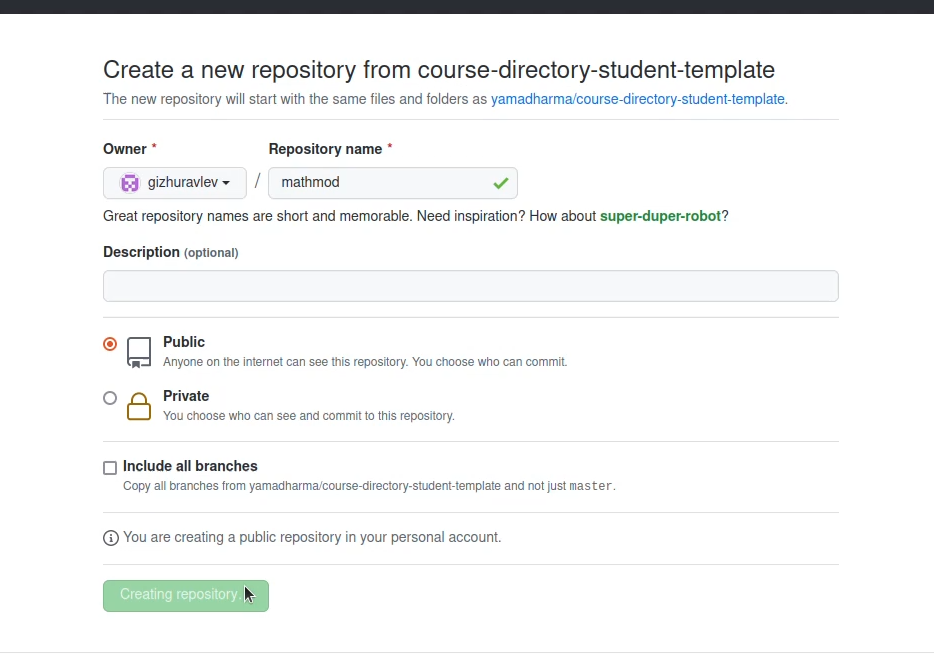 Create a new repository from course-directory-student-template
The new repository will start with the same files and folders as yamadharma/course-directory-student-template.
Owner * Repository name *
gizhuravlev / mathmod
Great repository names are short and memorable. Need inspiration? How about super-duper-robot?
Description (optional)
Public
Anyone on the internet can see this repository. You choose who can commit.
Private
You choose who can see and commit to this repository.
Include all branches
Copy all branches from yamadharma/course-directory-student-template and not just master.
You are creating a public repository in your personal account.
Creating repository